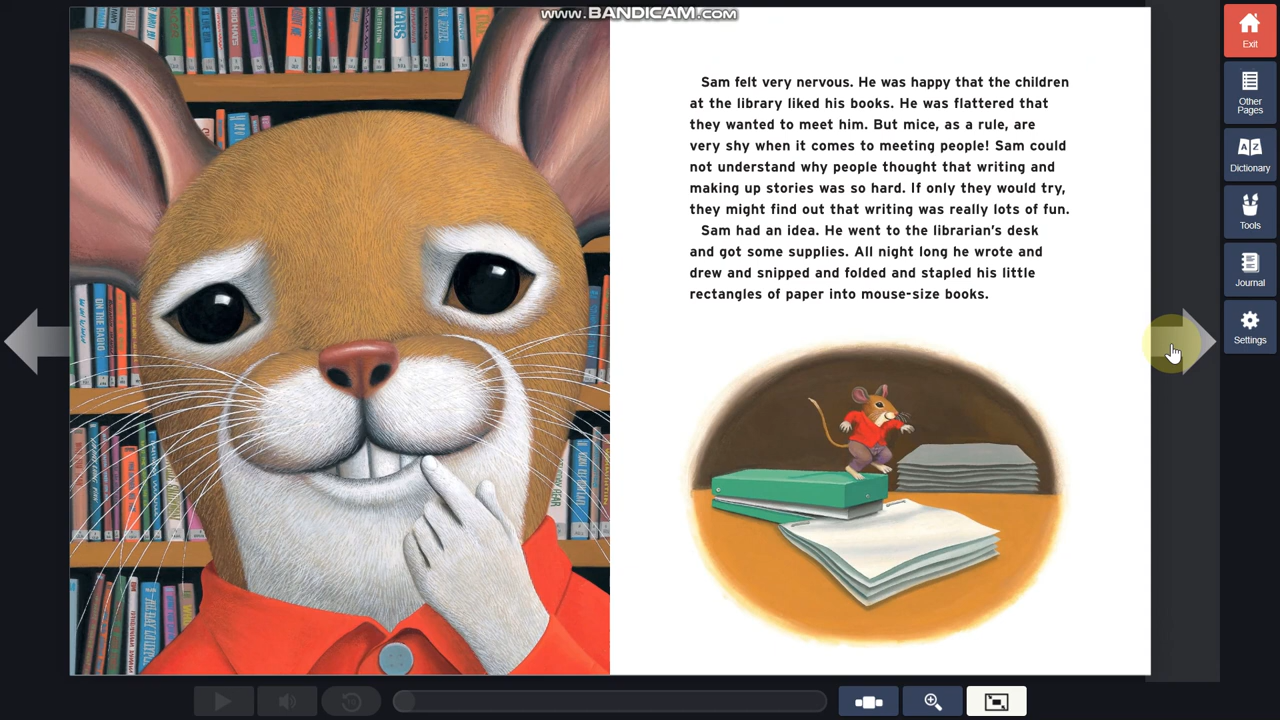 www.BANDICAM.com
Sam felt very nervous. He was happy that the children
at the library liked his books. He was flattered that
they wanted to meet him. But mice, as a rule, are
very shy when it comes to meeting people! Sam could
not understand why people thought that writing and
making up stories was so hard. If only they would try,
they might find out that writing was really lots of fun.
Sam had an idea. He went to the librarian's desk
and got some supplies. All night long he wrote and
drew and snipped and folded and stapled his little
rectangles of paper into mouse-size books.
Exit
Other
Pages
A Z
Dictionary
Tools
Journal
Settings
ON THE RADIO